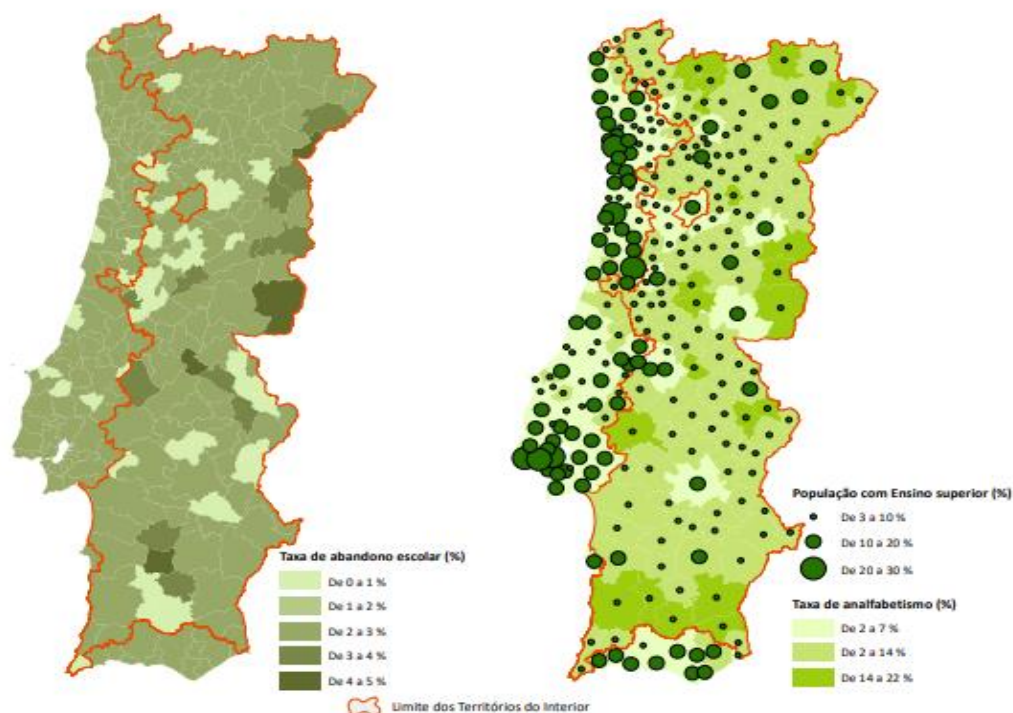 Taxa de abandono escolar (%)
De 0 a 1 %
De 1 a 2 %
De 2 a 3 %
De 3 a 4 %
De 4 a 5 %
Limite dos Territórios do Interior
População com Ensino superior (%)
De 3 a 10 %
De 10 a 20 %
De 20 a 30 %
Taxa de analfabetismo (%)
De 2 a 7 %
De 2 a 14 %
De 14 a 22 %